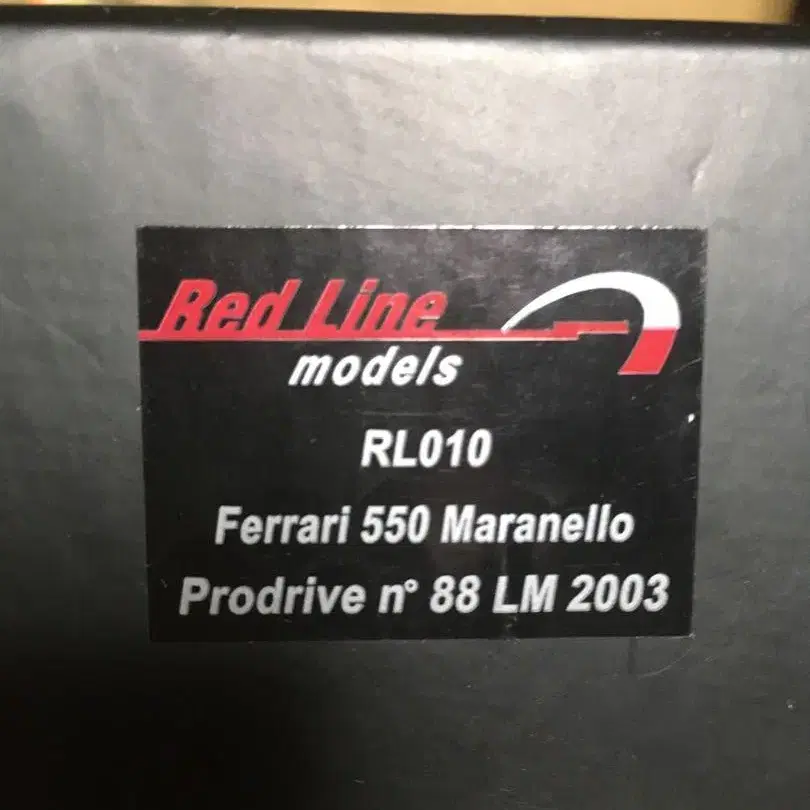 Red Line
models
RL010
Ferrari 550 Maranello
Prodrive n° 88 LM 2003